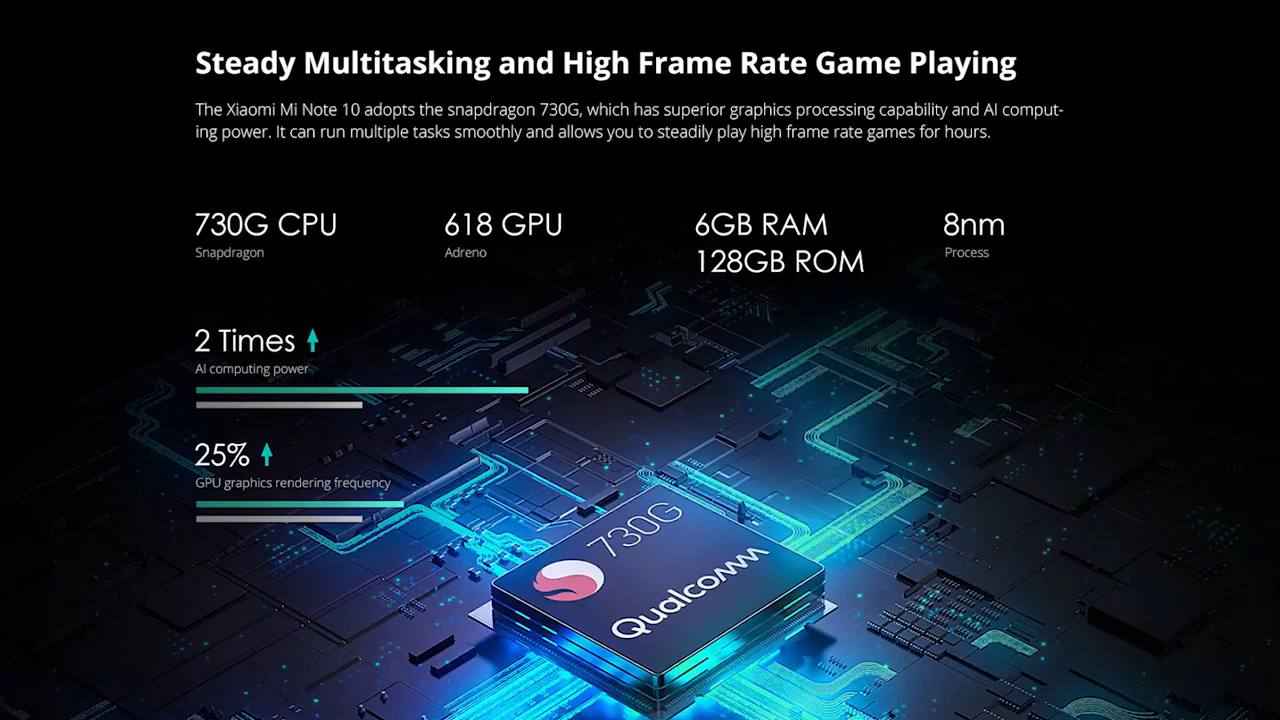 Steady Multitasking and High Frame Rate Game Playing
The Xiaomi Mi Note 10 adopts the snapdragon 730G, which has superior graphics processing capability and AI comput-
ing power. It can run multiple tasks smoothly and allows you to steadily play high frame rate games for hours.
730G CPU
Snapdragon
618 GPU
Adreno
6GB RAM
128GB ROM
8nm
Process
2 Times
AI computing power
25%
GPU graphics rendering frequency
730G
Qualcomm